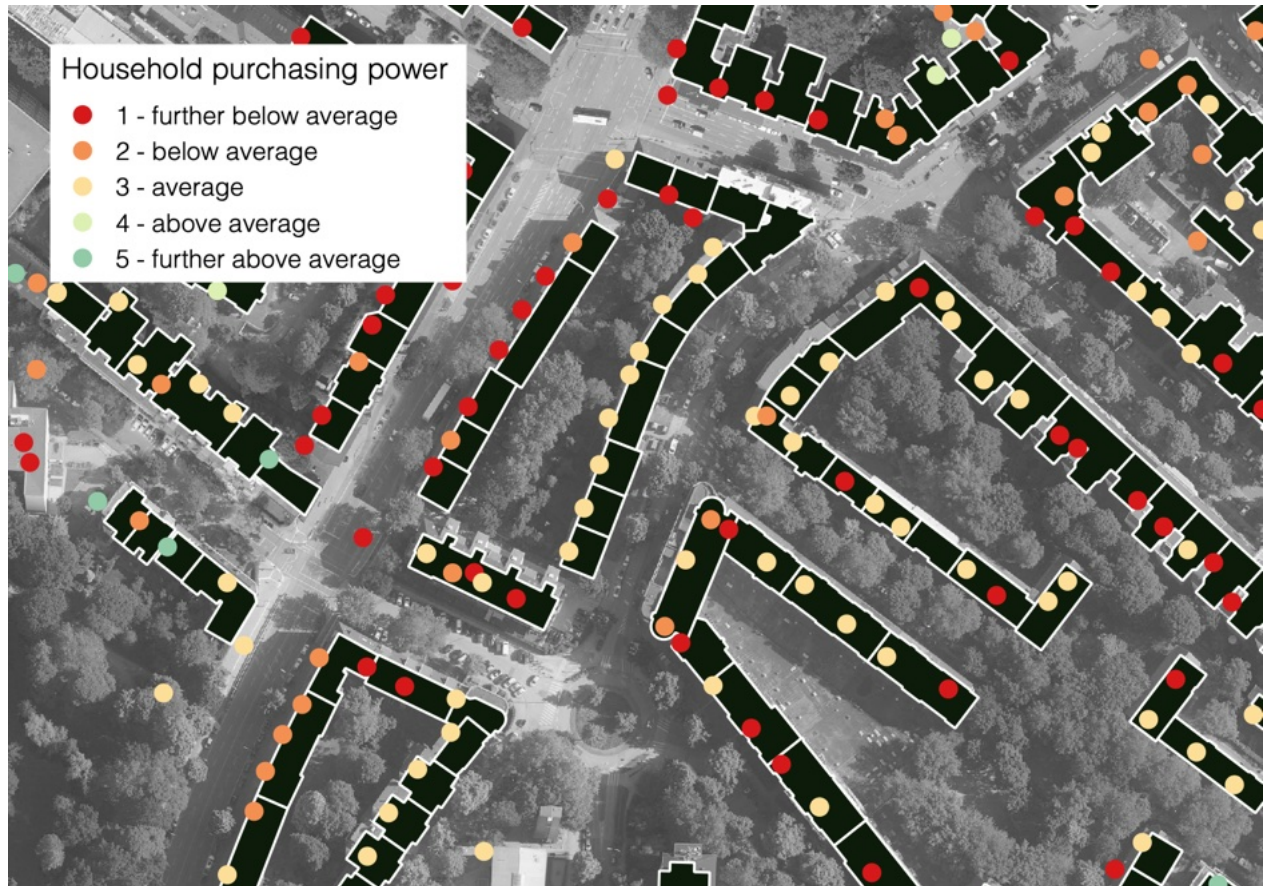 Household purchasing power
1 - further below average
2 - below average
3 - average
4 - above average
5 - further above average